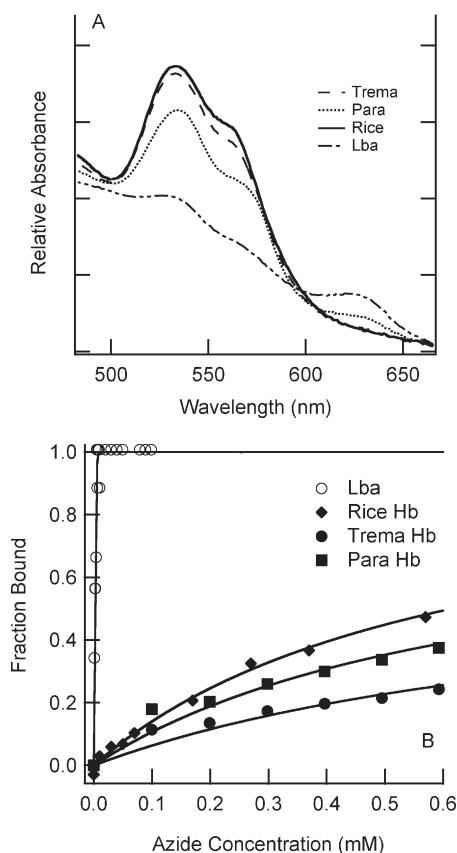 A
Relative Absorbance
Trema
Para
Rice
Lba
500 550 600 650
Wavelength (nm)
Fraction Bound
1.0
0.8
0.6
0.4
0.2
0.0
Lba
Rice Hb
Trema Hb
Para Hb
B
0.0 0.1 0.2 0.3 0.4 0.5 0.6
Azide Concentration (mM)